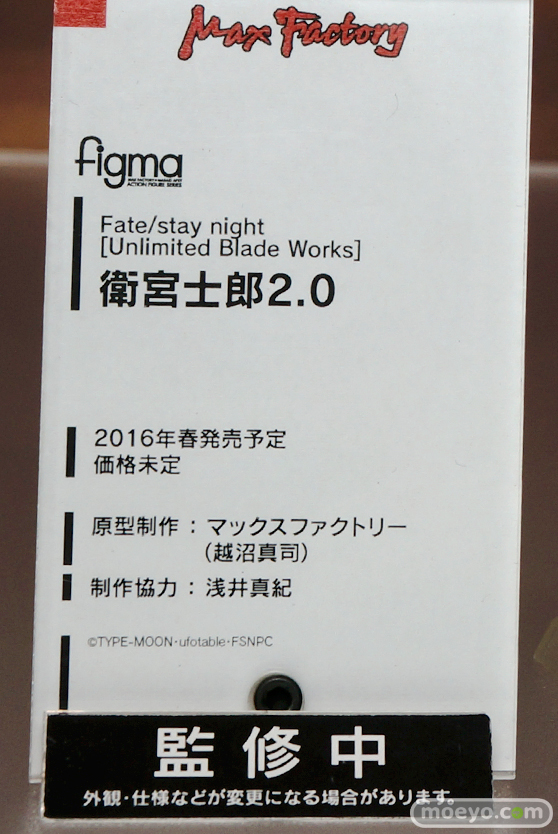 Max Factory
figma
MAX FACTORY × MASAKI APSY
ACTION FIGURE SERIES
Fate/stay night
[Unlimited Blade Works]
衛宮士郎2.0
2016年春発売予定
価格未定
原型制作：マックスファクトリー
（越沼真司）
制作協力：浅井真紀
©TYPE-MOON・ufotable・FSNPC
監修中
外観・仕様などが変更になる場合があります。
moeyo.com